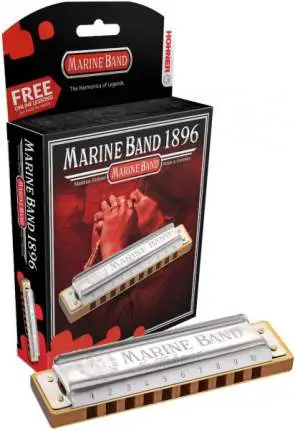 MARINE BAND
HOHNER
The Harmonica of Legends.
FREE
ONLINE LESSONS!
MARINE BAND 1896
MARINE BAND
MARINE BAND 1896
MARINE BAND
MARINE BAND
1 2 3 4 5 6 7 8 9 10